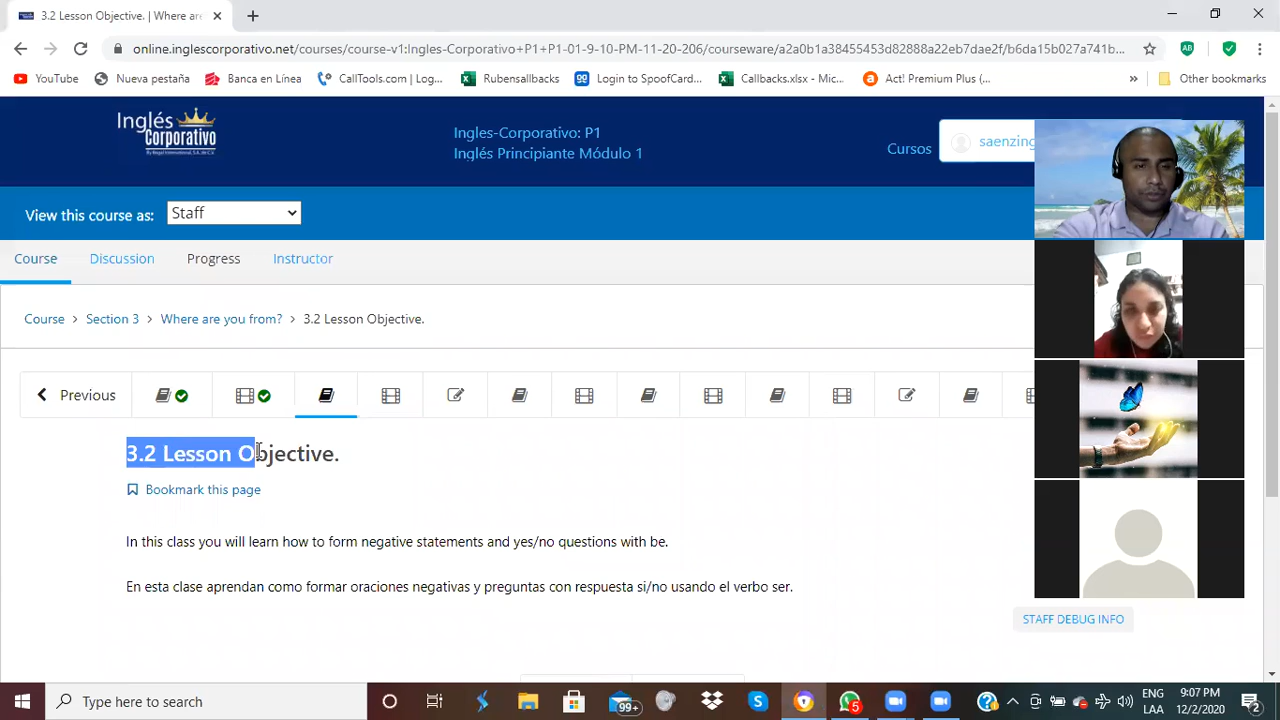 3.2 Lesson Objective. | Where are
online.inglescorporativo.net/courses/course-v1:Ingles-Corporativo+P1+P1-01-9-10-PM-11-20-206/courseware/a2a0b1a38455453d82888a22eb7dae2f/b6da15b027a741b...
YouTube Nueva pestaña Banca en Línea CallTools.com | Log... Rubensallbacks Login to SpoofCard... Callbacks.xlsx - Mic... Act! Premium Plus (... » Other bookmarks
Inglés
Corporativo
Ingles-Corporativo: P1
Inglés Principiante Módulo 1
Cursos saenzing
View this course as: Staff
Course Discussion Progress Instructor
Course > Section 3 > Where are you from? > 3.2 Lesson Objective.
Previous
3.2 Lesson Objective.
Bookmark this page
In this class you will learn how to form negative statements and yes/no questions with be.
En esta clase aprendan como formar oraciones negativas y preguntas con respuesta si/no usando el verbo ser.
STAFF DEBUG INFO
Type here to search
99+
5
ENG
LAA
9:07 PM
12/2/2020
2